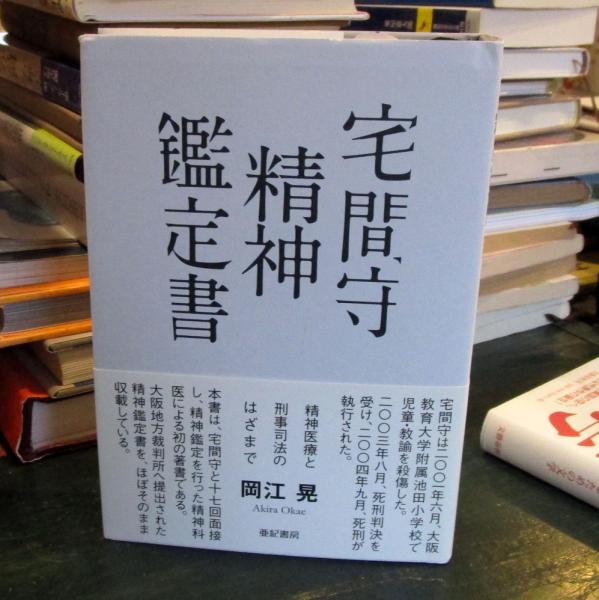 宅間守
精神
鑑定書
宅間守は二〇〇一年六月、大阪
教育大学附属池田小学校で
児童・教諭を殺傷した。
二〇〇三年八月、死刑判決を
受け、二〇〇四年九月、死刑が
執行された。
精神医療と
刑事司法の
はざまで
岡江 晃
Akira Okae
亜紀書房
本書は、宅間守と十七回面接
し、精神鑑定を行った精神科
医による初の著書である。
大阪地方裁判所へ提出された
精神鑑定書を、ほぼそのまま
収載している。